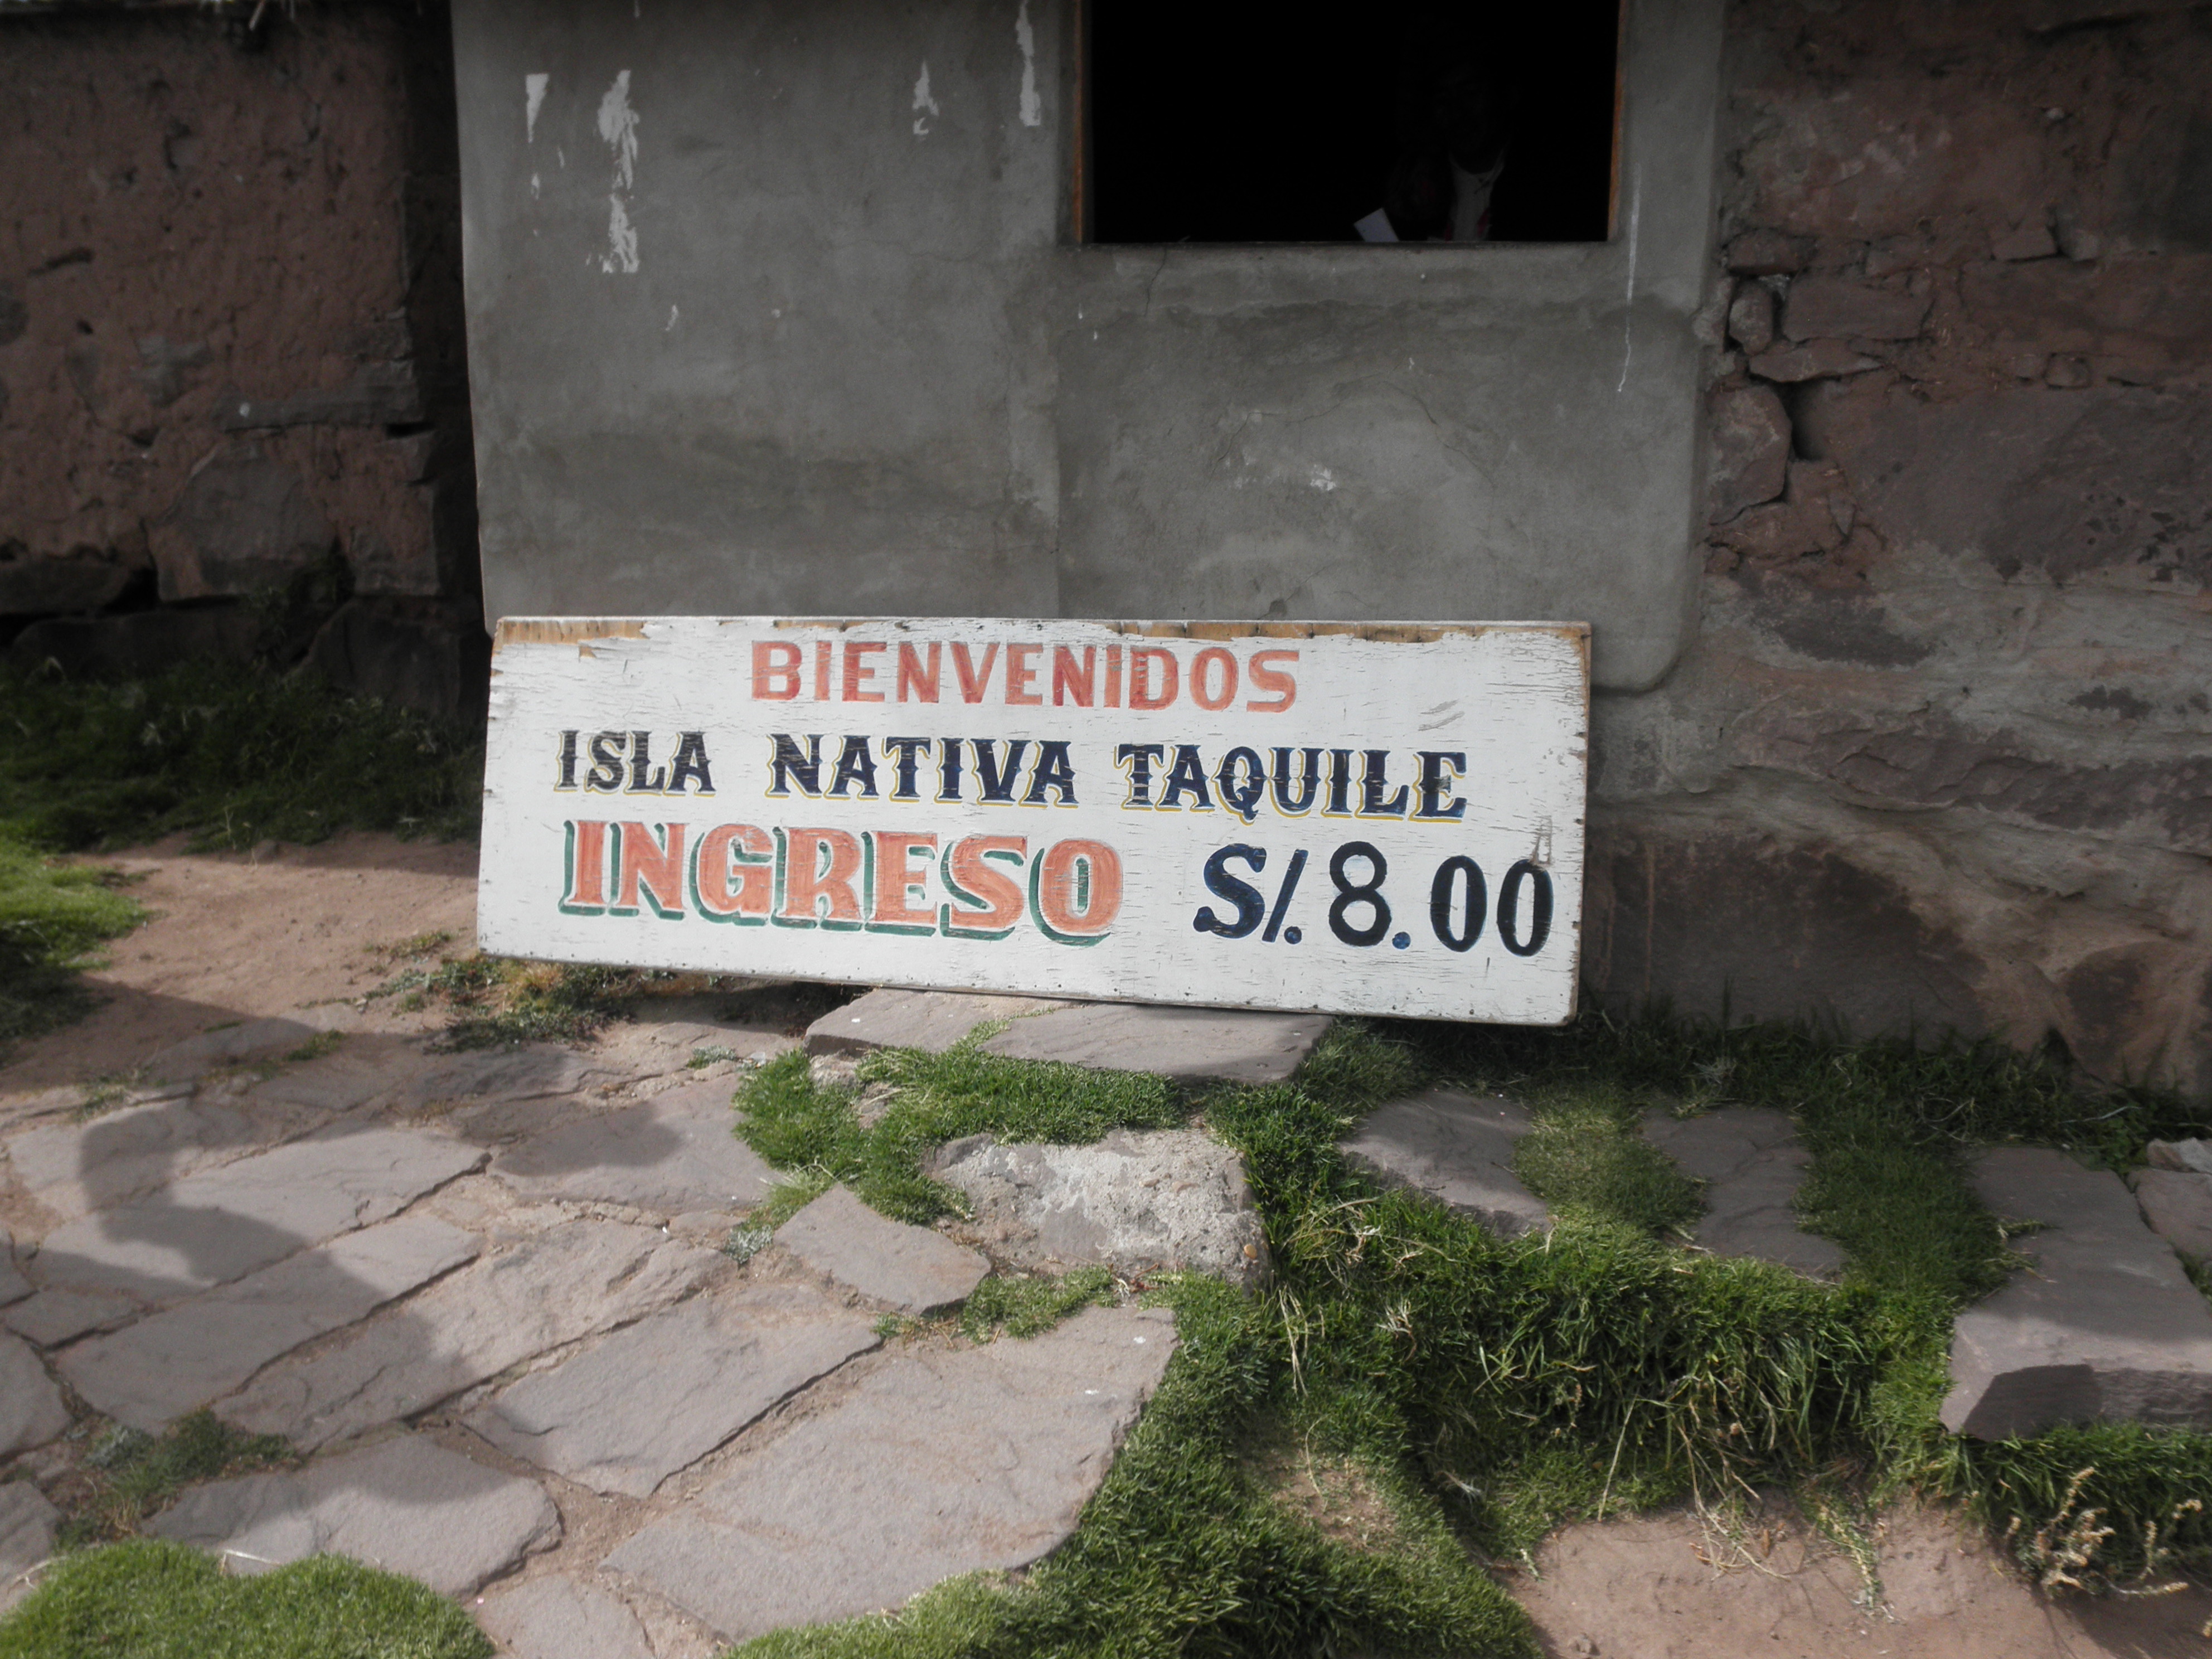 BIENVENIDOS
ISLA NATIVA TAQUILE
INGRESO S/.8.00